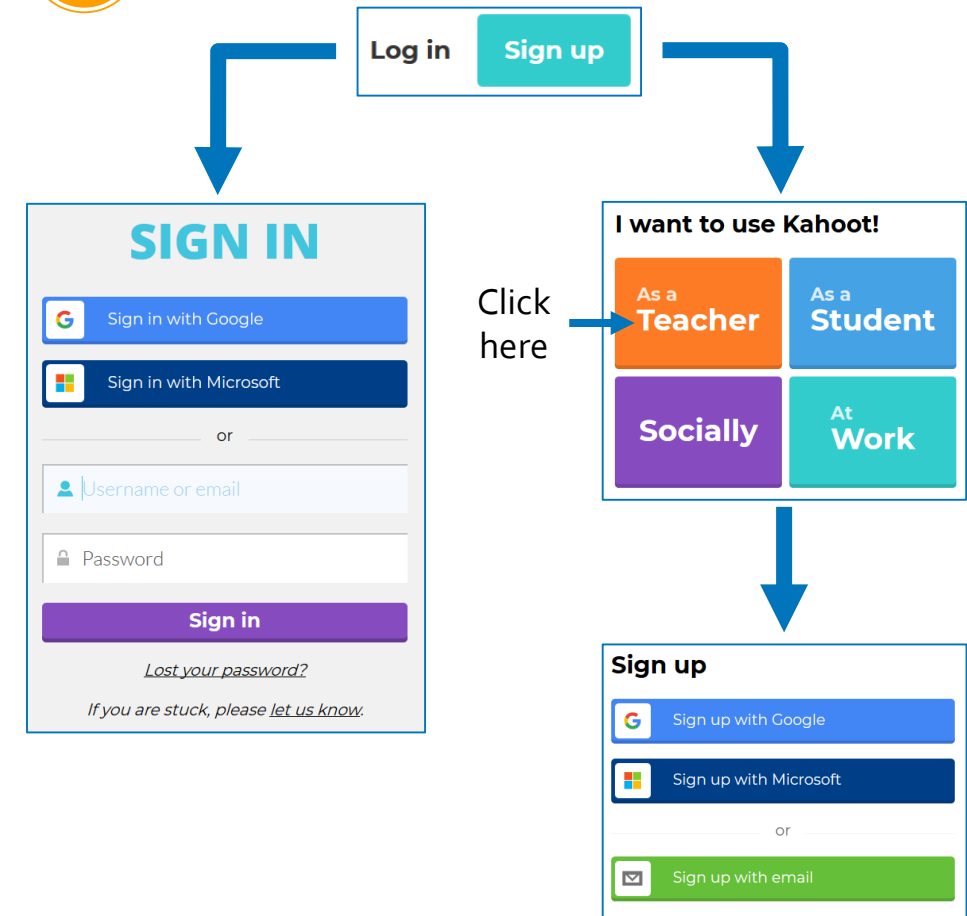 Log in
Sign up
SIGN IN
Sign in with Google
Sign in with Microsoft
or
Username or email
Password
Sign in
Lost your password?
If you are stuck, please let us know.
Click
here
I want to use Kahoot!
As a
Teacher
As a
Student
Socially
At
Work
Sign up
Sign up with Google
Sign up with Microsoft
or
Sign up with email